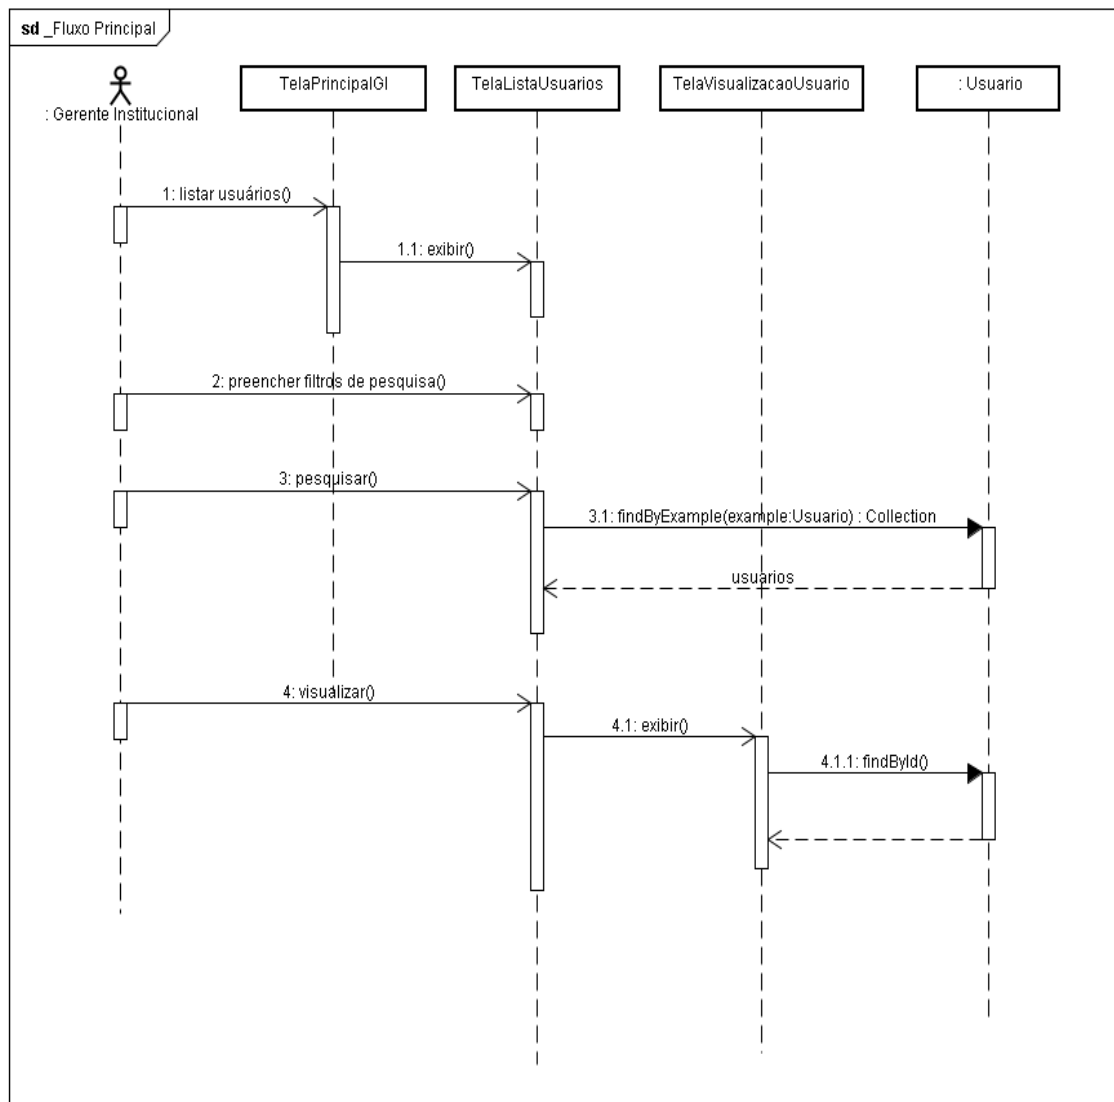 sd _Fluxo Principal
: Gerente Institucional
TelaPrincipalGI
TelaListaUsuarios
TelaVisualizacaoUsuario
: Usuario
1: listar usuários()
1.1: exibir()
2: preencher filtros de pesquisa()
3: pesquisar()
3.1: findByExample(example:Usuario) : Collection
usuarios
4: visualizar()
4.1: exibir()
4.1.1: findById()